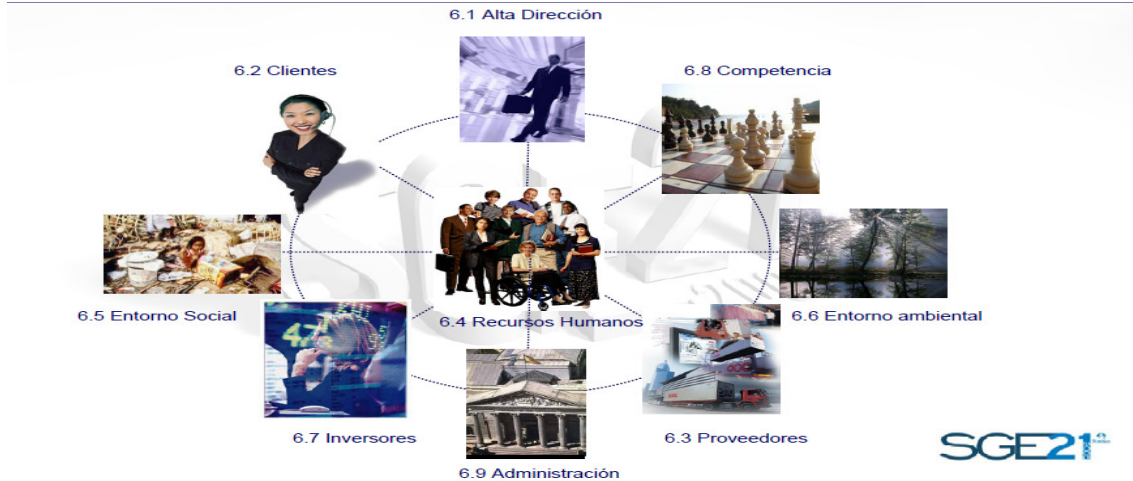 6.1 Alta Dirección
6.2 Clientes
6.8 Competencia
6.5 Entorno Social
6.4 Recursos Humanos
6.6 Entorno ambiental
6.7 Inversores
6.3 Proveedores
6.9 Administración
SGE21